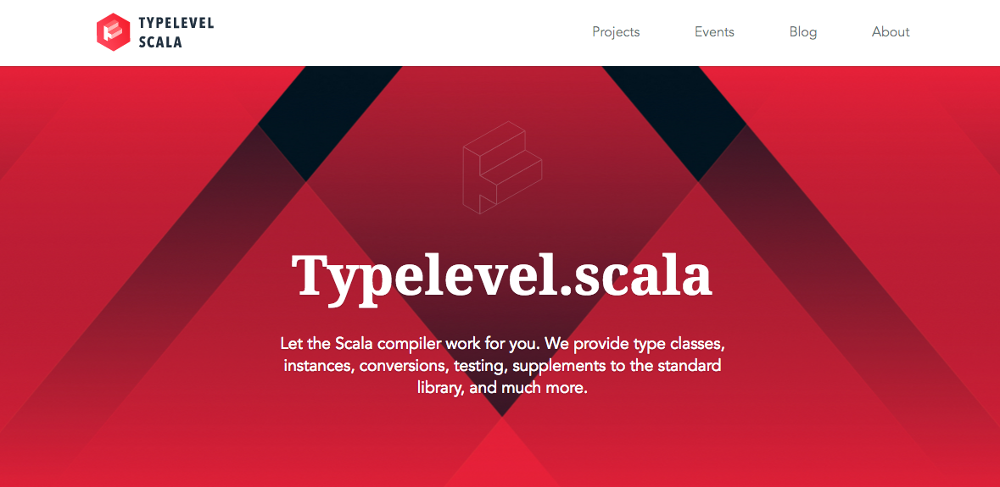 TYPELEVEL
SCALA
Projects Events Blog About
Typelevel.scala
Let the Scala compiler work for you. We provide type classes,
instances, conversions, testing, supplements to the standard
library, and much more.